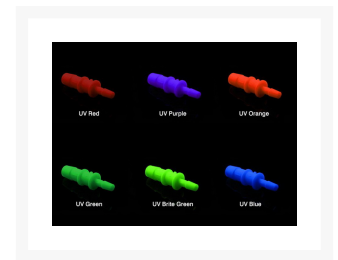 UV Red
UV Purple
UV Orange
UV Green
UV Brite Green
UV Blue